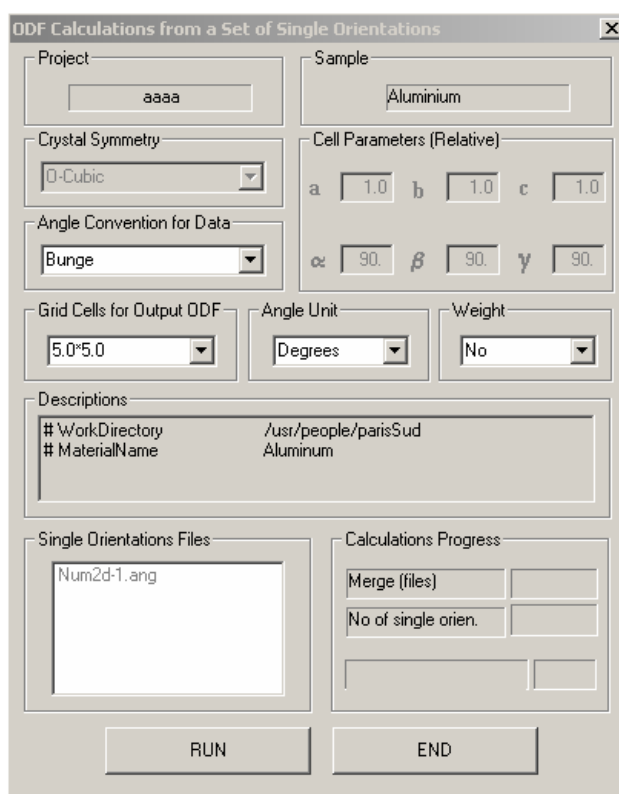 ODF Calculations from a Set of Single Orientations
Project
Sample
aaaa
Aluminium
Crystal Symmetry
Cell Parameters (Relative)
O-Cubic
a 1.0 b 1.0 c 1.0
Angle Convention for Data
Bunge
α 90. β 90. γ 90.
Grid Cells for Output ODF
Angle Unit
Weight
5.0*5.0
Degrees
No
Descriptions
# WorkDirectory /usr/people/parisSud
# MaterialName Aluminum
Single Orientations Files
Calculations Progress
Num2d-1.ang
Merge (files)
No of single orien.
RUN
END